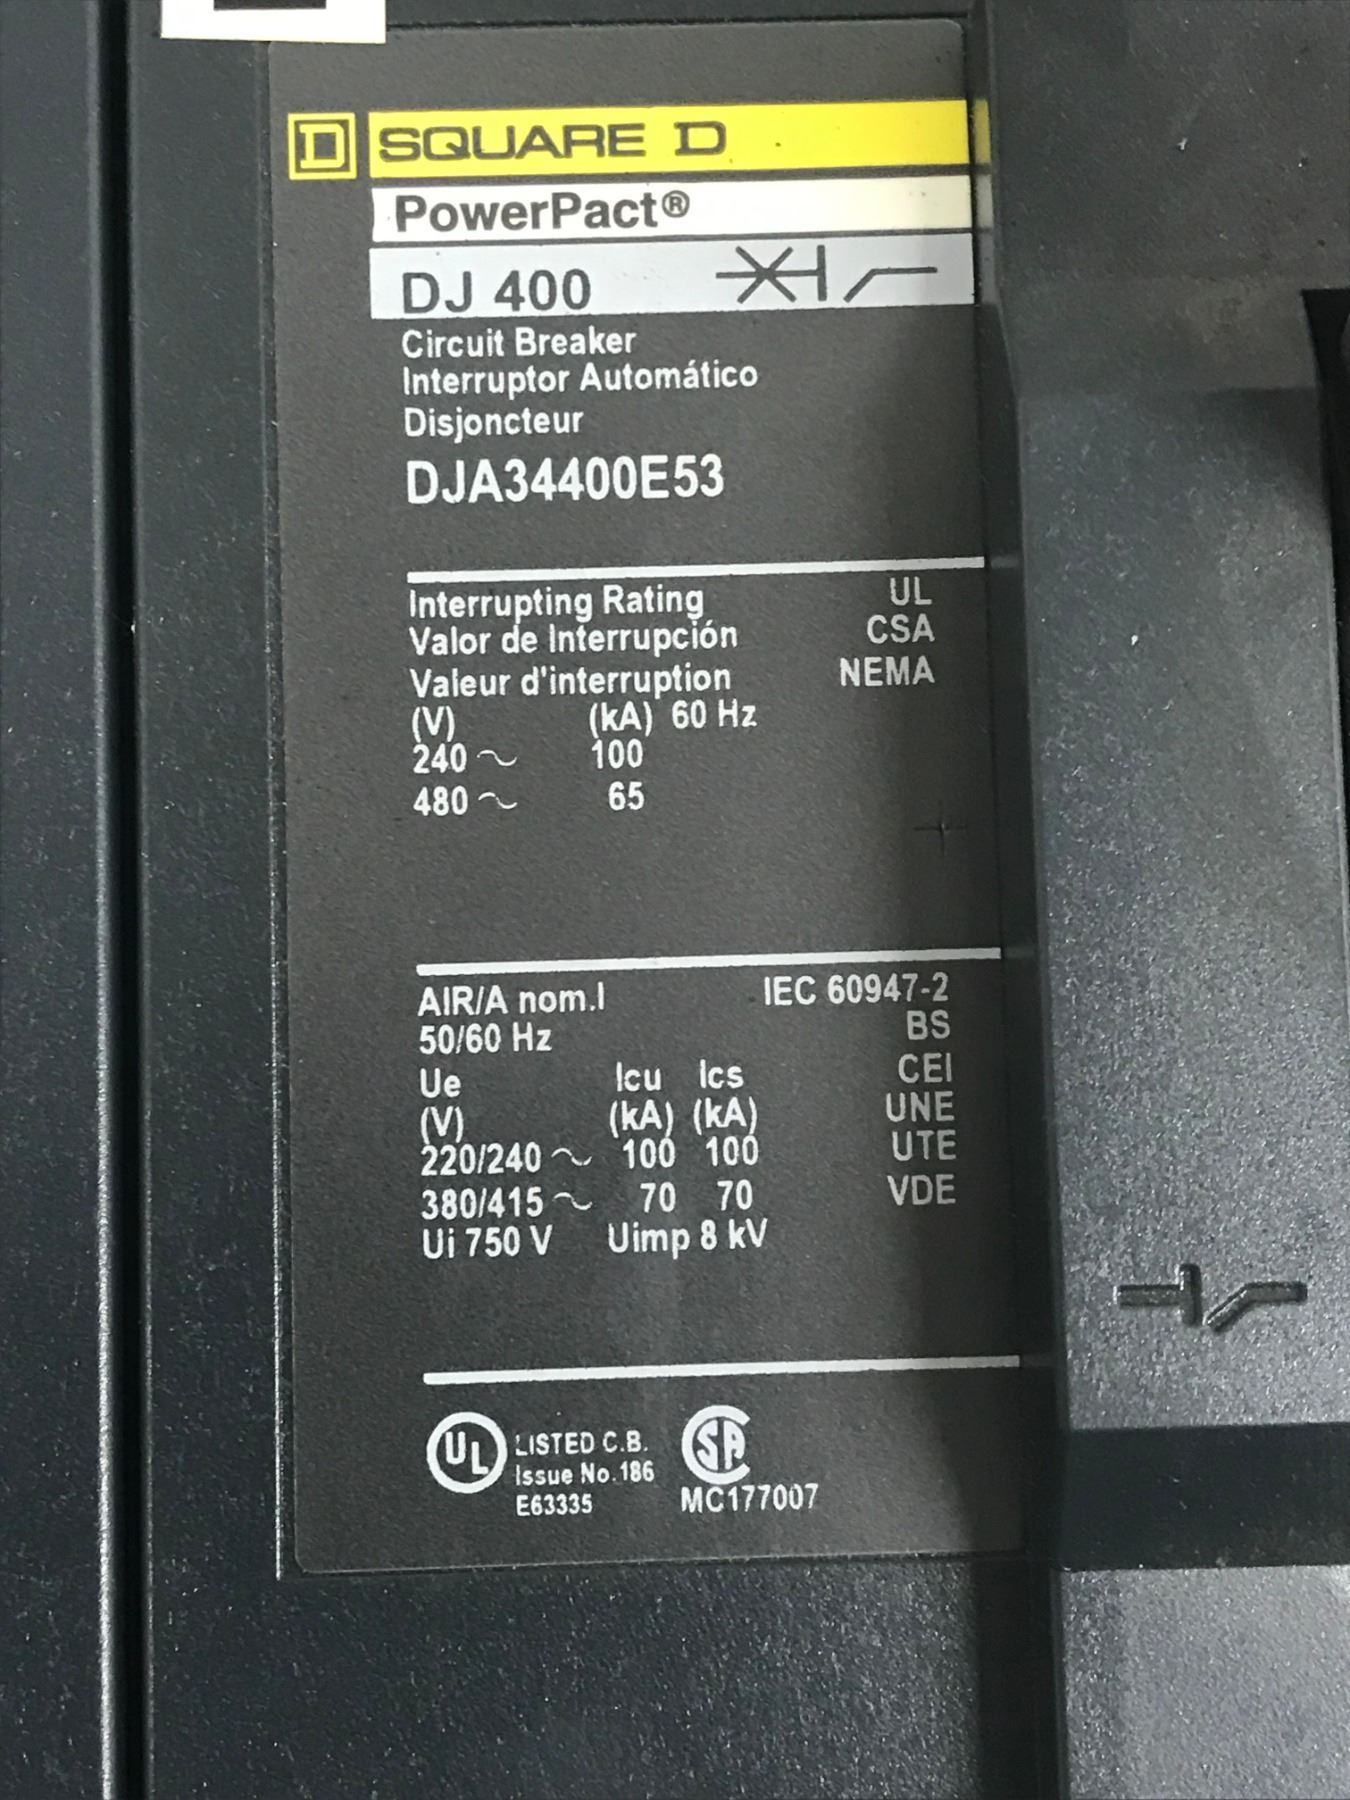 SQUARE D
PowerPact®
DJ 400
Circuit Breaker
Interruptor Automático
Disjoncteur
DJA34400E53
Interrupting Rating UL
Valor de Interrupción CSA
Valeur d'interruption NEMA
(V) (kA) 60 Hz
240 ~ 100
480 ~ 65
AIR/A nom.I IEC 60947-2
50/60 Hz BS
Ue Icu Ics CEI
(V) (kA) (kA) UNE
220/240 ~ 100 100 UTE
380/415 ~ 70 70 VDE
Ui 750 V Uimp 8 kV
UL LISTED C.B. SA
Issue No. 186
E63335 MC177007